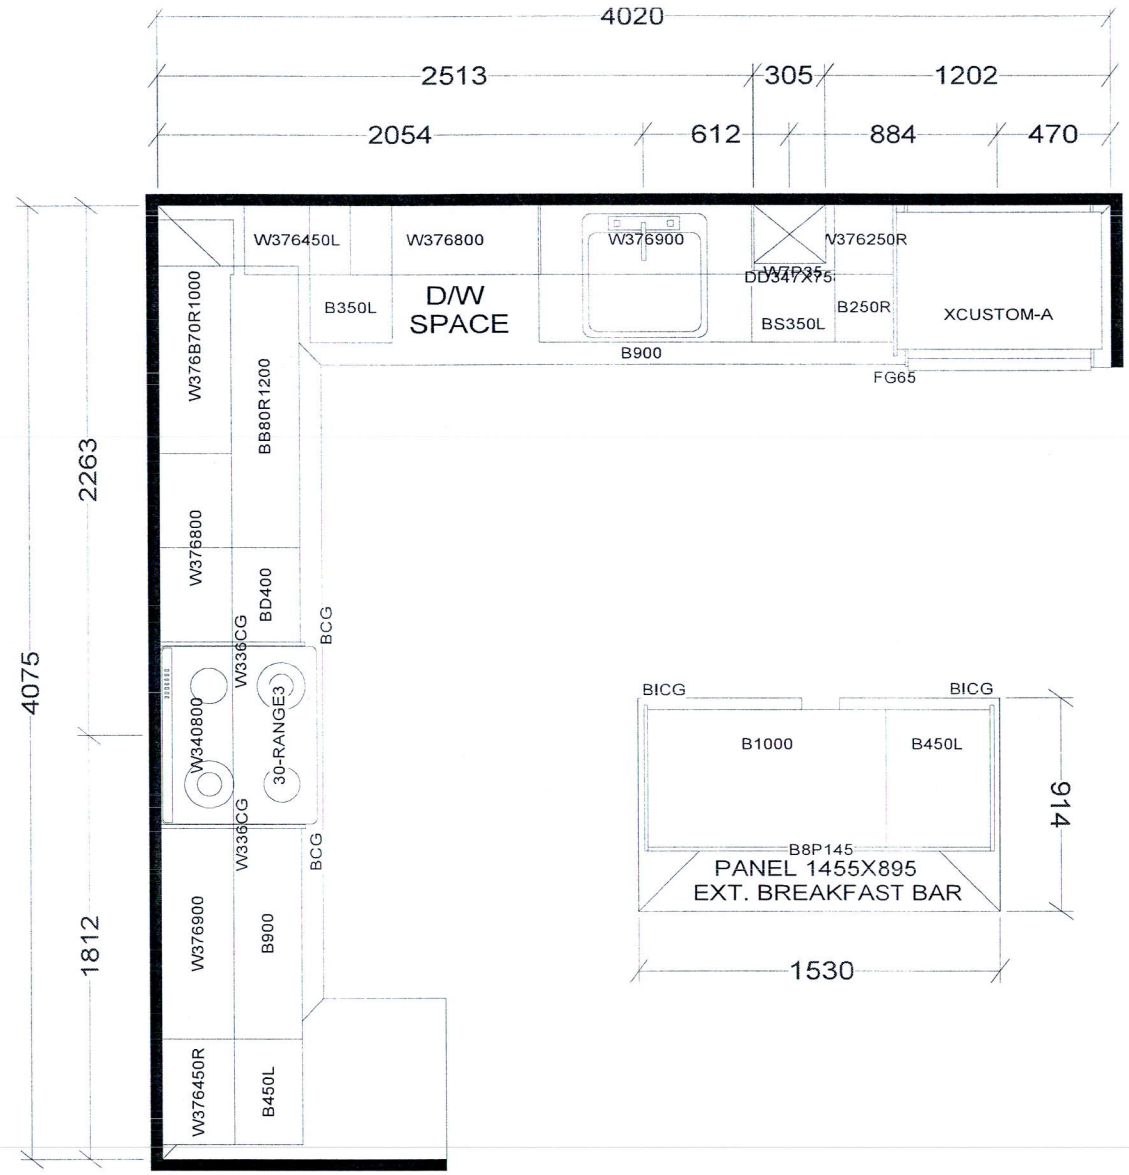 4020
2513
305
1202
2054
612
884
470
W376450L
W376800
W376900
W376250R
W7P35
DD347X75
B350L
D/W
SPACE
BS350L
B250R
XCUSTOM-A
B900
FG65
W376B70R1000
BB80R1200
2263
W376800
BD400
W336CG
BCG
4075
W340800
30-RANGE3
W336CG
BCG
BICG
BICG
B1000
B450L
914
B8P145
PANEL 1455X895
EXT. BREAKFAST BAR
1530
1812
W376900
B900
W376450R
B450L